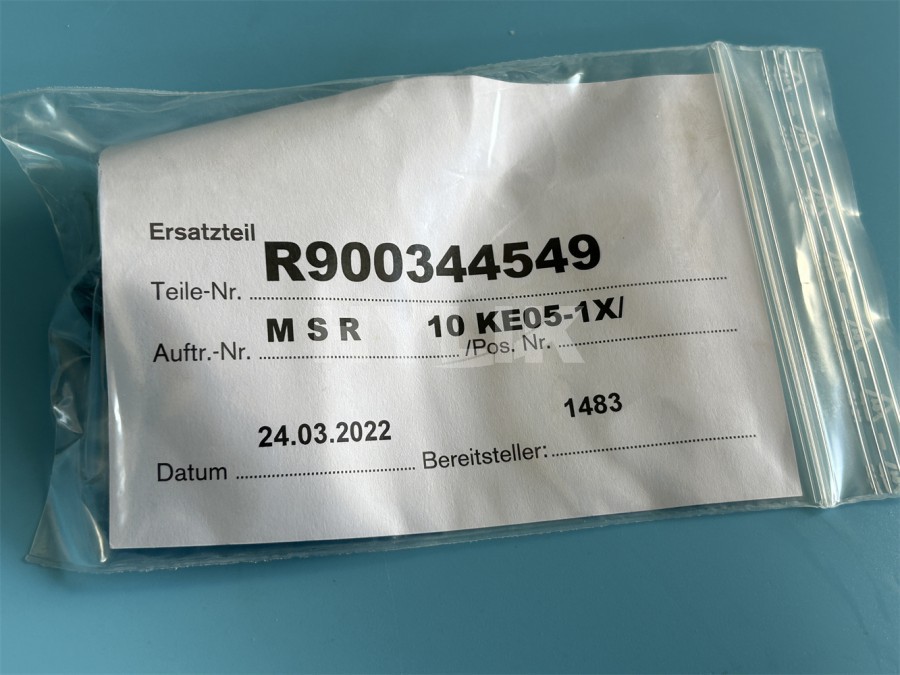 Ersatzteil
Teile-Nr. R900344549
M S R 10 KE05-1X/
Auftr.-Nr. /Pos. Nr.
24.03.2022 1483
Datum Bereitsteller: